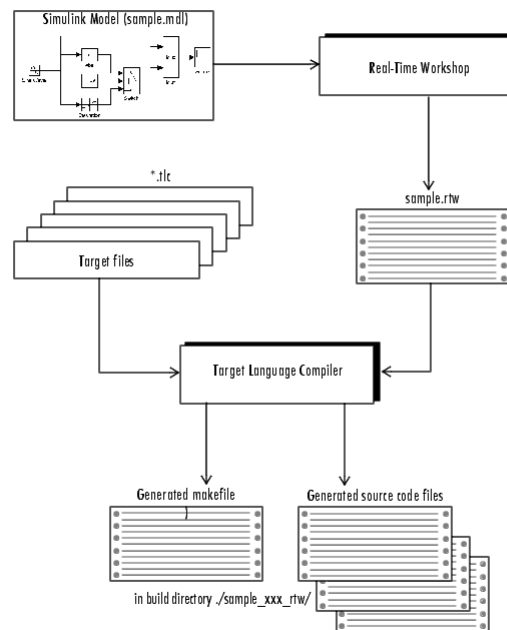 Simulink Model (sample.mdl)
Real-Time Workshop
*.tlc
sample.rtw
Target files
Target Language Compiler
Generated makefile
Generated source code files
in build directory ./sample_xxx_rtw/